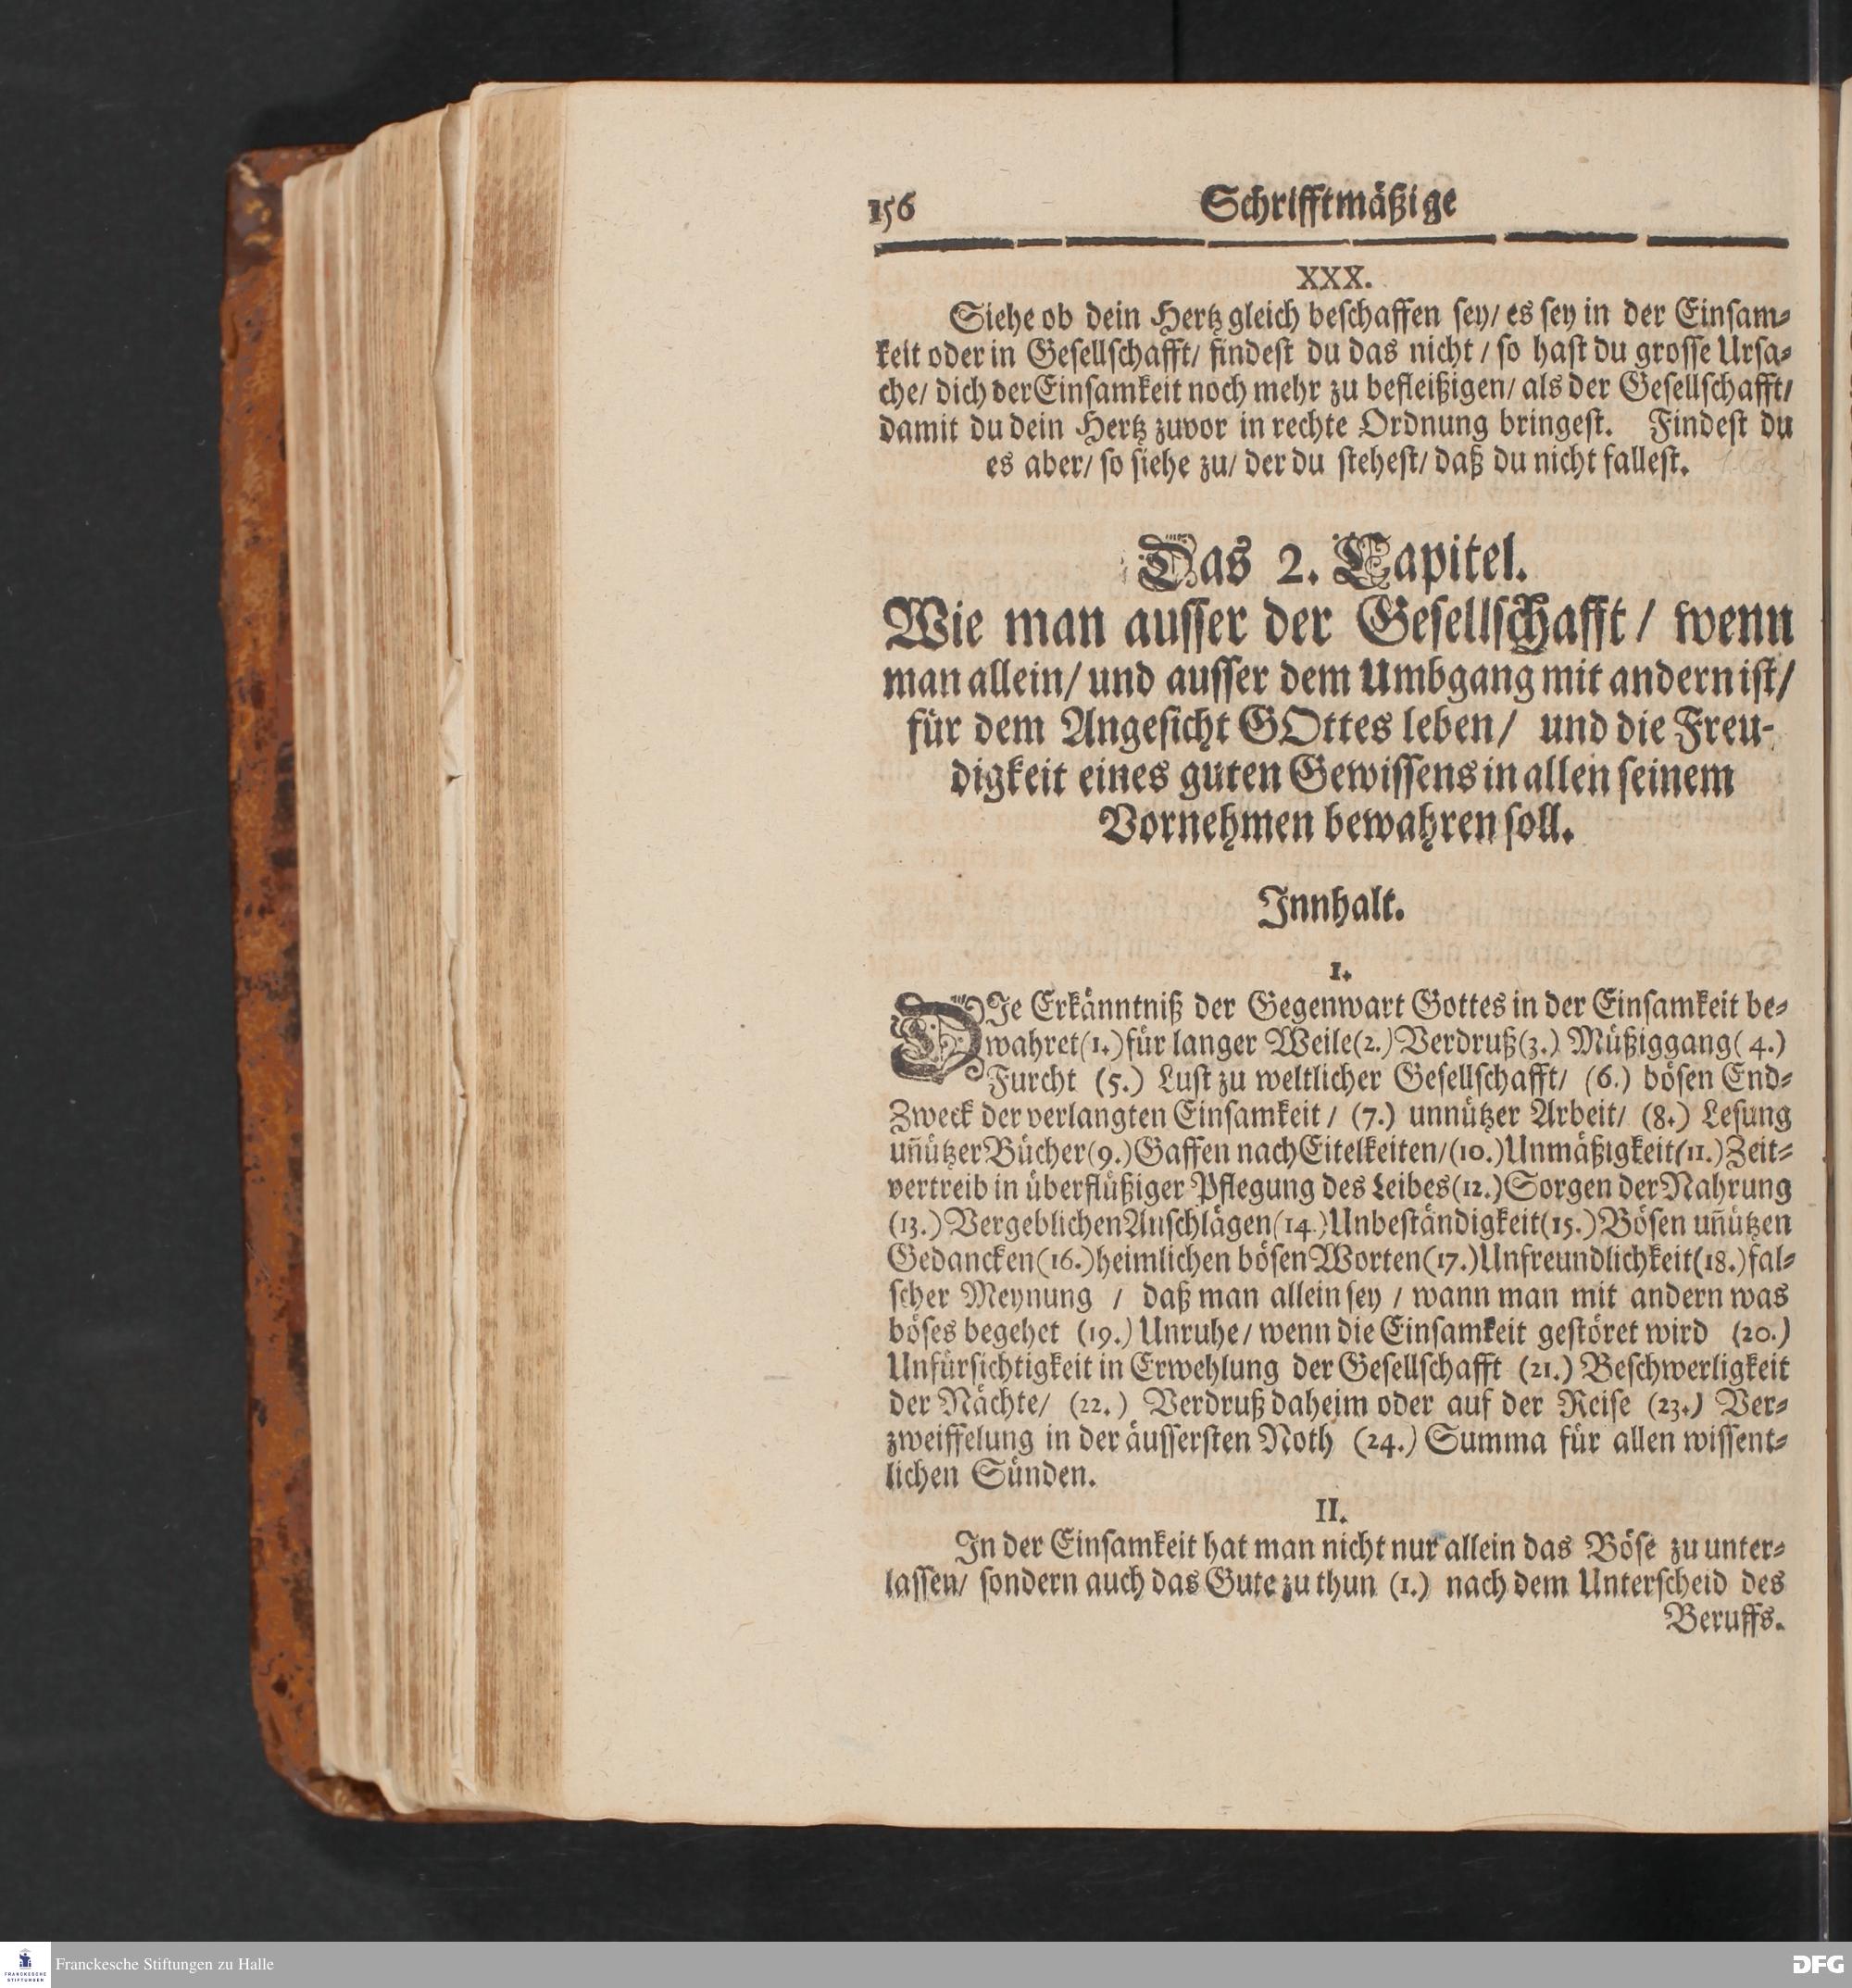 156 Schrifftmäßige
XXX.
Siehe ob dein Hertz gleich beschaffen sey/ es sey in der Einsam-
keit oder in Gesellschafft/ findest du das nicht / so hast du grosse Ursa-
che/ dich der Einsamkeit noch mehr zu befleißigen/ als der Gesellschafft/
damit du dein Hertz zuvor in rechte Ordnung bringest. Findest du
es aber/ so siehe zu/ der du stehest/ daß du nicht fallest.
Das 2. Capitel.
Wie man ausser der Gesellschafft / wenn
man allein/ und ausser dem Umbgang mit andern ist/
für dem Angesicht GOttes leben/ und die Freu-
digkeit eines guten Gewissens in allen seinem
Vornehmen bewahren soll.
Innhalt.
I.
DIe Erkänntniß der Gegenwart Gottes in der Einsamkeit be-
wahret (1.) für langer Weile (2.) Verdruß (3.) Müßiggang (4.)
Furcht (5.) Lust zu weltlicher Gesellschafft/ (6.) bösen End-
Zweck der verlangten Einsamkeit / (7.) unnützer Arbeit/ (8.) Lesung
uñützer Bücher (9.) Gaffen nach Eitelkeiten/ (10.) Unmäßigkeit (11.) Zeit-
vertreib in überflüßiger Pflegung des Leibes (12.) Sorgen der Nahrung
(13.) Vergeblichen Anschlägen (14.) Unbeständigkeit (15.) Bösen uñützen
Gedancken (16.) heimlichen bösen Worten (17.) Unfreundlichkeit (18.) fal-
scher Meynung / daß man allein sey / wann man mit andern was
böses begehet (19.) Unruhe/ wenn die Einsamkeit gestöret wird (20.)
Unfürsichtigkeit in Erwehlung der Gesellschafft (21.) Beschwerligkeit
der Nächte/ (22.) Verdruß daheim oder auf der Reise (23.) Ver-
zweiffelung in der äussersten Noth (24.) Summa für allen wissent-
lichen Sünden.
II.
In der Einsamkeit hat man nicht nur allein das Böse zu unter-
lassen/ sondern auch das Gute zu thun (1.) nach dem Unterscheid des
Beruffs.
FRANCKESCHE STIFTUNGEN
Franckesche Stiftungen zu Halle
DFG